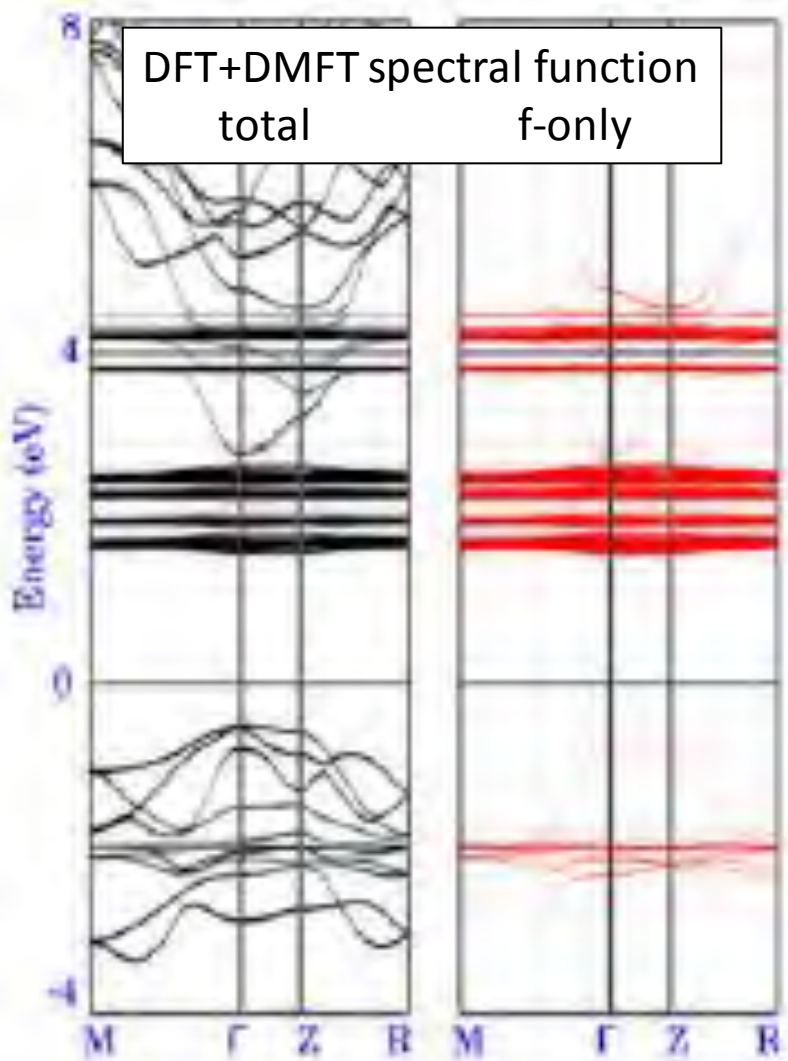 8
DFT+DMFT spectral function
total f-only
4
Energy (eV)
0
-4
M Γ Z R M Γ Z R